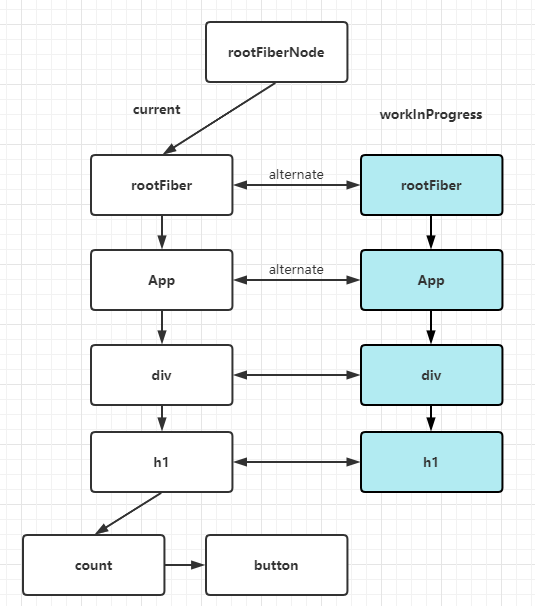 rootFiberNode
current
workInProgress
rootFiber
alternate
rootFiber
App
alternate
App
div
div
h1
h1
count
button